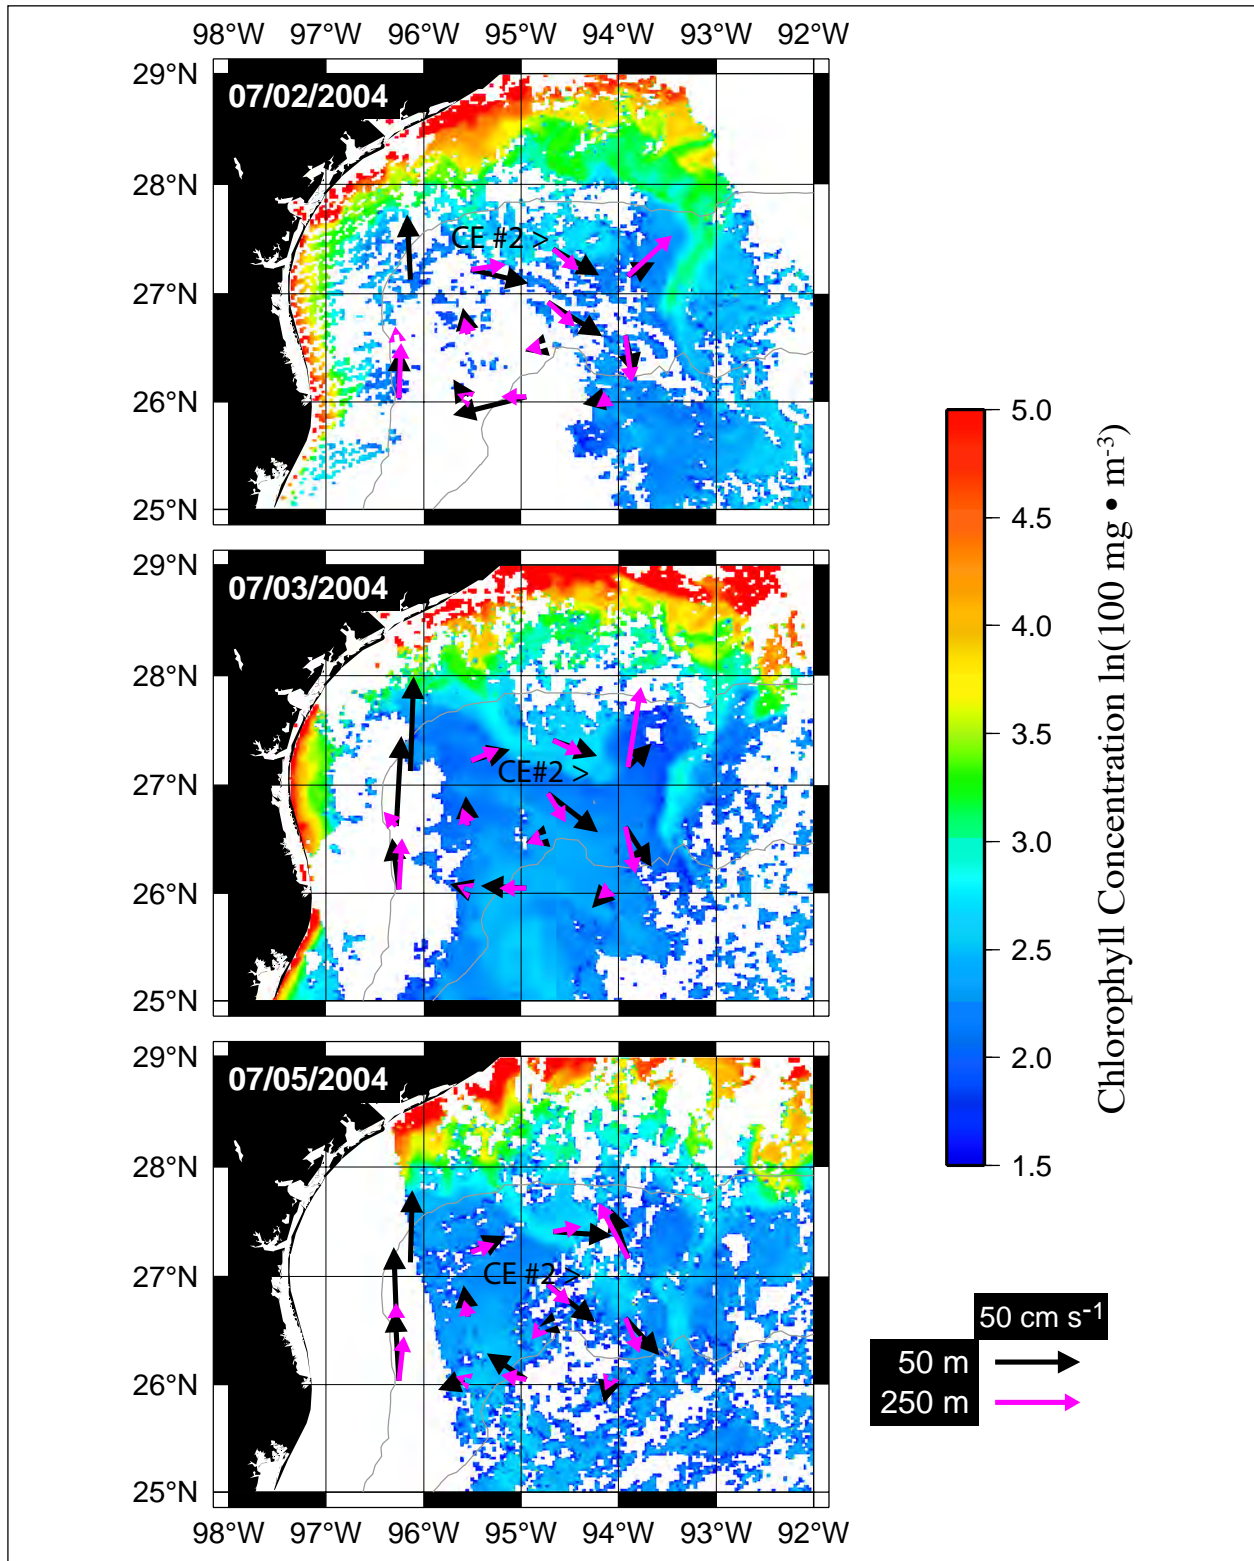 98°W 97°W 96°W 95°W 94°W 93°W 92°W
29°N
07/02/2004
28°N
CE #2 >
27°N
26°N
25°N
29°N
07/03/2004
28°N
CE#2 >
27°N
26°N
25°N
29°N
07/05/2004
28°N
CE #2 >
27°N
26°N
25°N
98°W 97°W 96°W 95°W 94°W 93°W 92°W
5.0
4.5
4.0
3.5
3.0
2.5
2.0
1.5
Chlorophyll Concentration ln(100 mg • m-3)
50 cm s-1
50 m
250 m